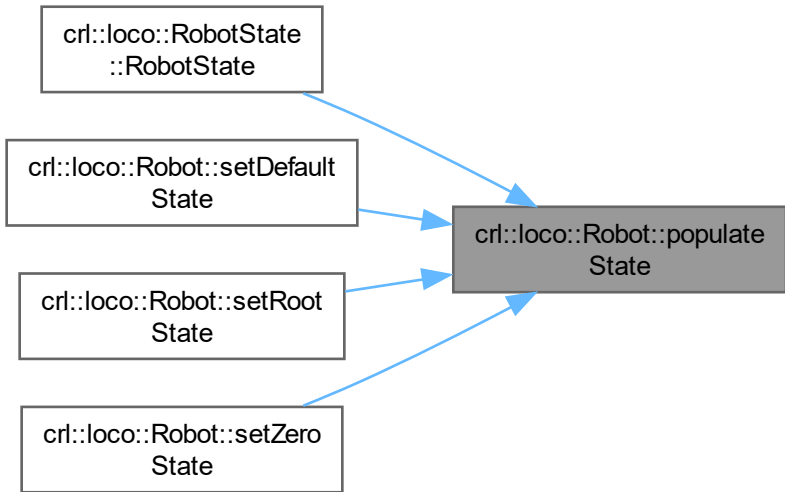 crl::loco::RobotState
::RobotState
crl::loco::Robot::setDefault
State
crl::loco::Robot::populate
State
crl::loco::Robot::setRoot
State
crl::loco::Robot::setZero
State